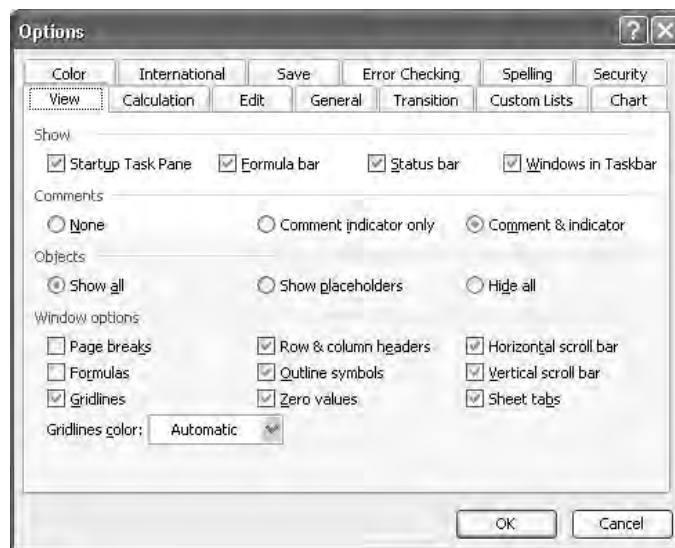 Options
Color International Save Error Checking Spelling Security
View Calculation Edit General Transition Custom Lists Chart
Show
Startup Task Pane Formula bar Status bar Windows in Taskbar
Comments
None Comment indicator only Comment & indicator
Objects
Show all Show placeholders Hide all
Window options
Page breaks Row & column headers Horizontal scroll bar
Formulas Outline symbols Vertical scroll bar
Gridlines Zero values Sheet tabs
Gridlines color: Automatic
OK Cancel